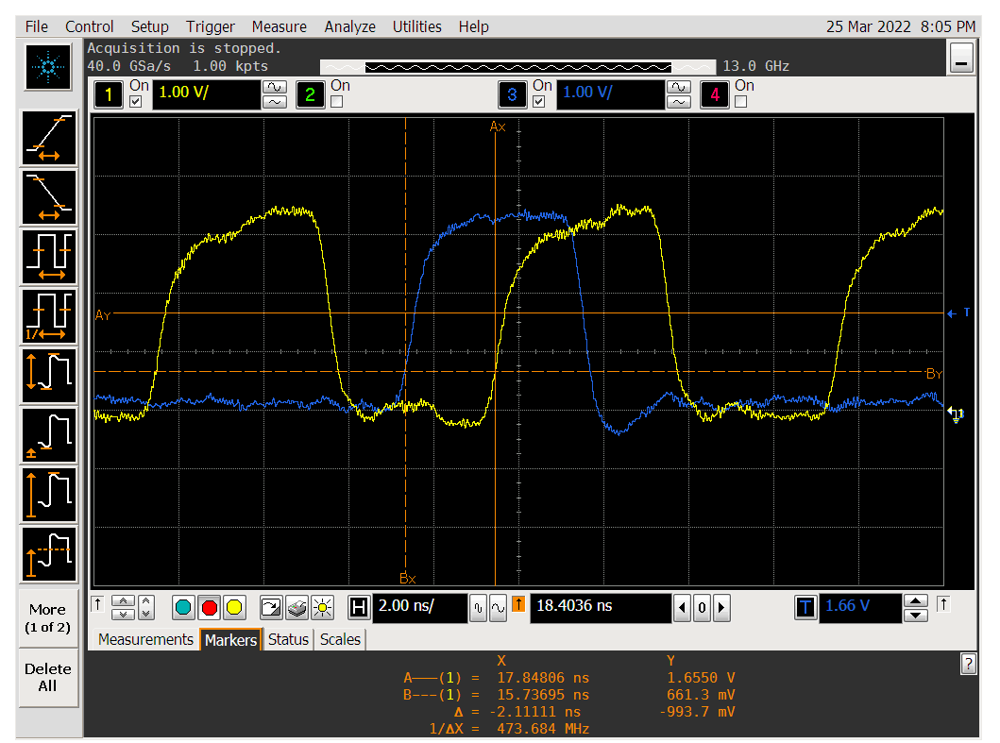 File Control Setup Trigger Measure Analyze Utilities Help 25 Mar 2022 8:05 PM
Acquisition is stopped.
40.0 GSa/s 1.00 kpts 13.0 GHz
1 On 1.00 V/ 2 On 3 On 1.00 V/ 4 On
Ax
Ay
T
By
1
Bx
1/
More
(1 of 2)
Delete
All
H 2.00 ns/ 18.4036 ns 0 T 1.66 V
Measurements Markers Status Scales
X Y
A———(1) = 17.84806 ns 1.6550 V
B---(1) = 15.73695 ns 661.3 mV
Δ = -2.11111 ns -993.7 mV
1/ΔX = 473.684 MHz
?